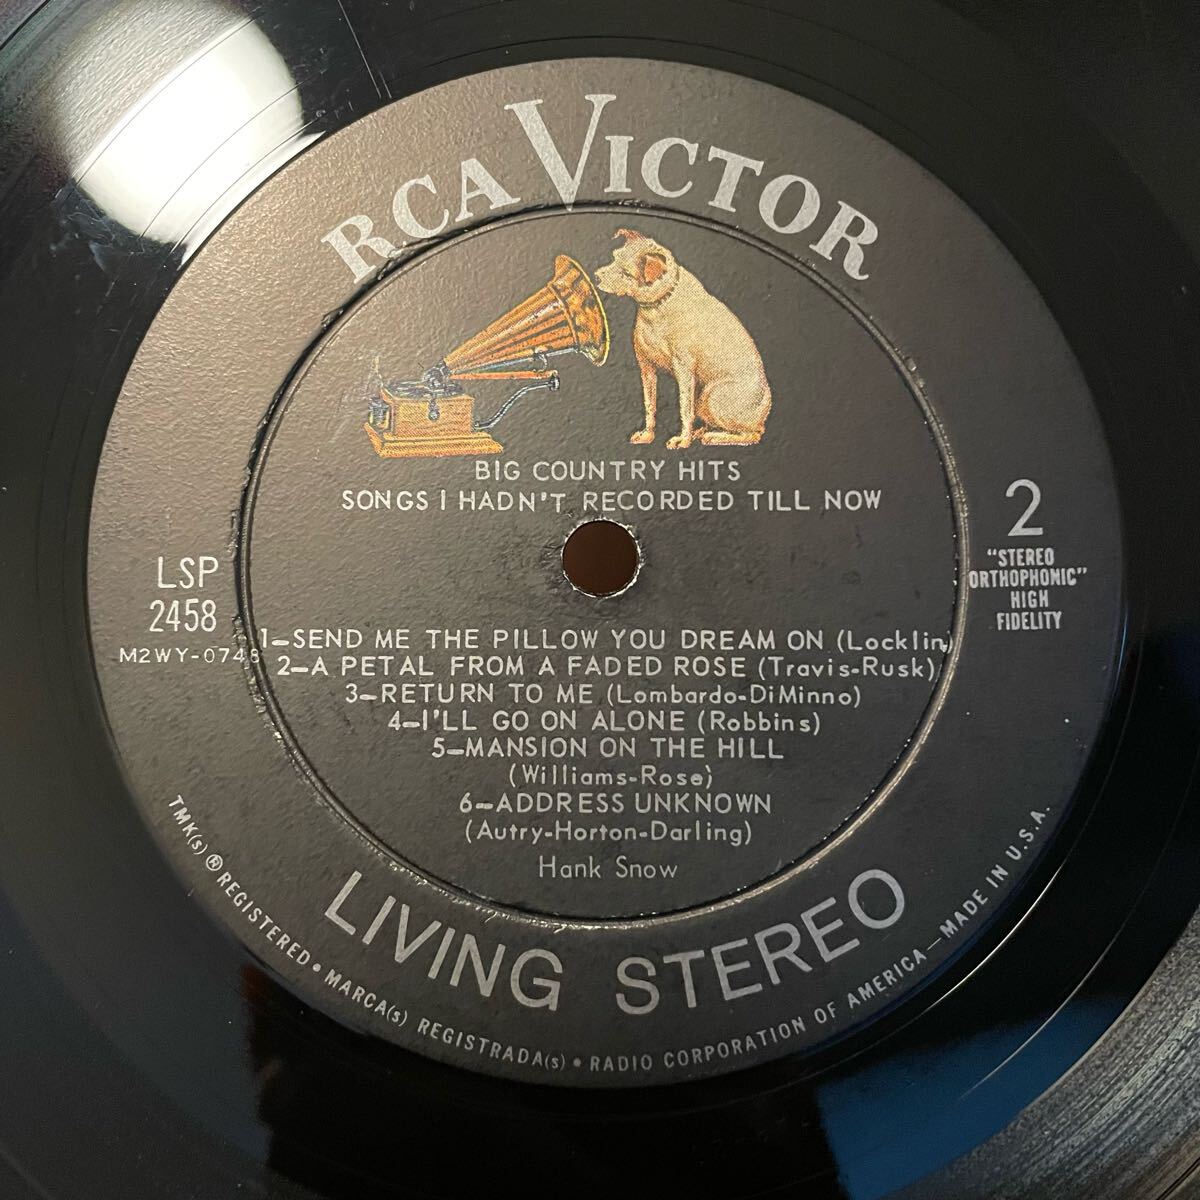 RCA VICTOR
BIG COUNTRY HITS
SONGS I HADN'T RECORDED TILL NOW
LSP
2458
M2WY-0748
2
"STEREO
ORTHOPHONIC"
HIGH
FIDELITY
1-SEND ME THE PILLOW YOU DREAM ON (Locklin)
2-A PETAL FROM A FADED ROSE (Travis-Rusk)
3-RETURN TO ME (Lombardo-DiMinno)
4-I'LL GO ON ALONE (Robbins)
5-MANSION ON THE HILL
(Williams-Rose)
6-ADDRESS UNKNOWN
(Autry-Horton-Darling)
Hank Snow
LIVING STEREO
TMK(s) ® REGISTERED • MARCA(s) REGISTRADA(s) • RADIO CORPORATION OF AMERICA—MADE IN U.S.A.